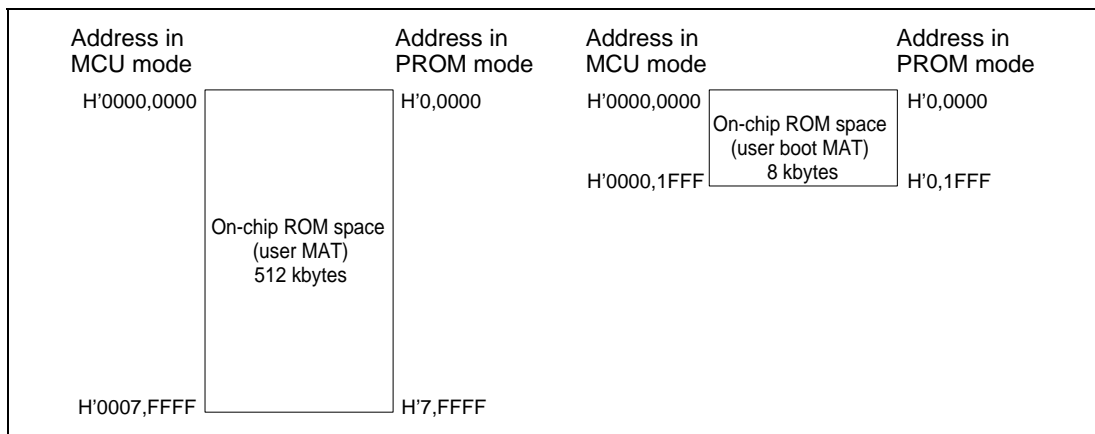 Address in
MCU mode
Address in
PROM mode
H'0000,0000
H'0,0000
On-chip ROM space
(user MAT)
512 kbytes
H'0007,FFFF
H'7,FFFF
Address in
MCU mode
Address in
PROM mode
H'0000,0000
H'0,0000
On-chip ROM space
(user boot MAT)
8 kbytes
H'0000,1FFF
H'0,1FFF